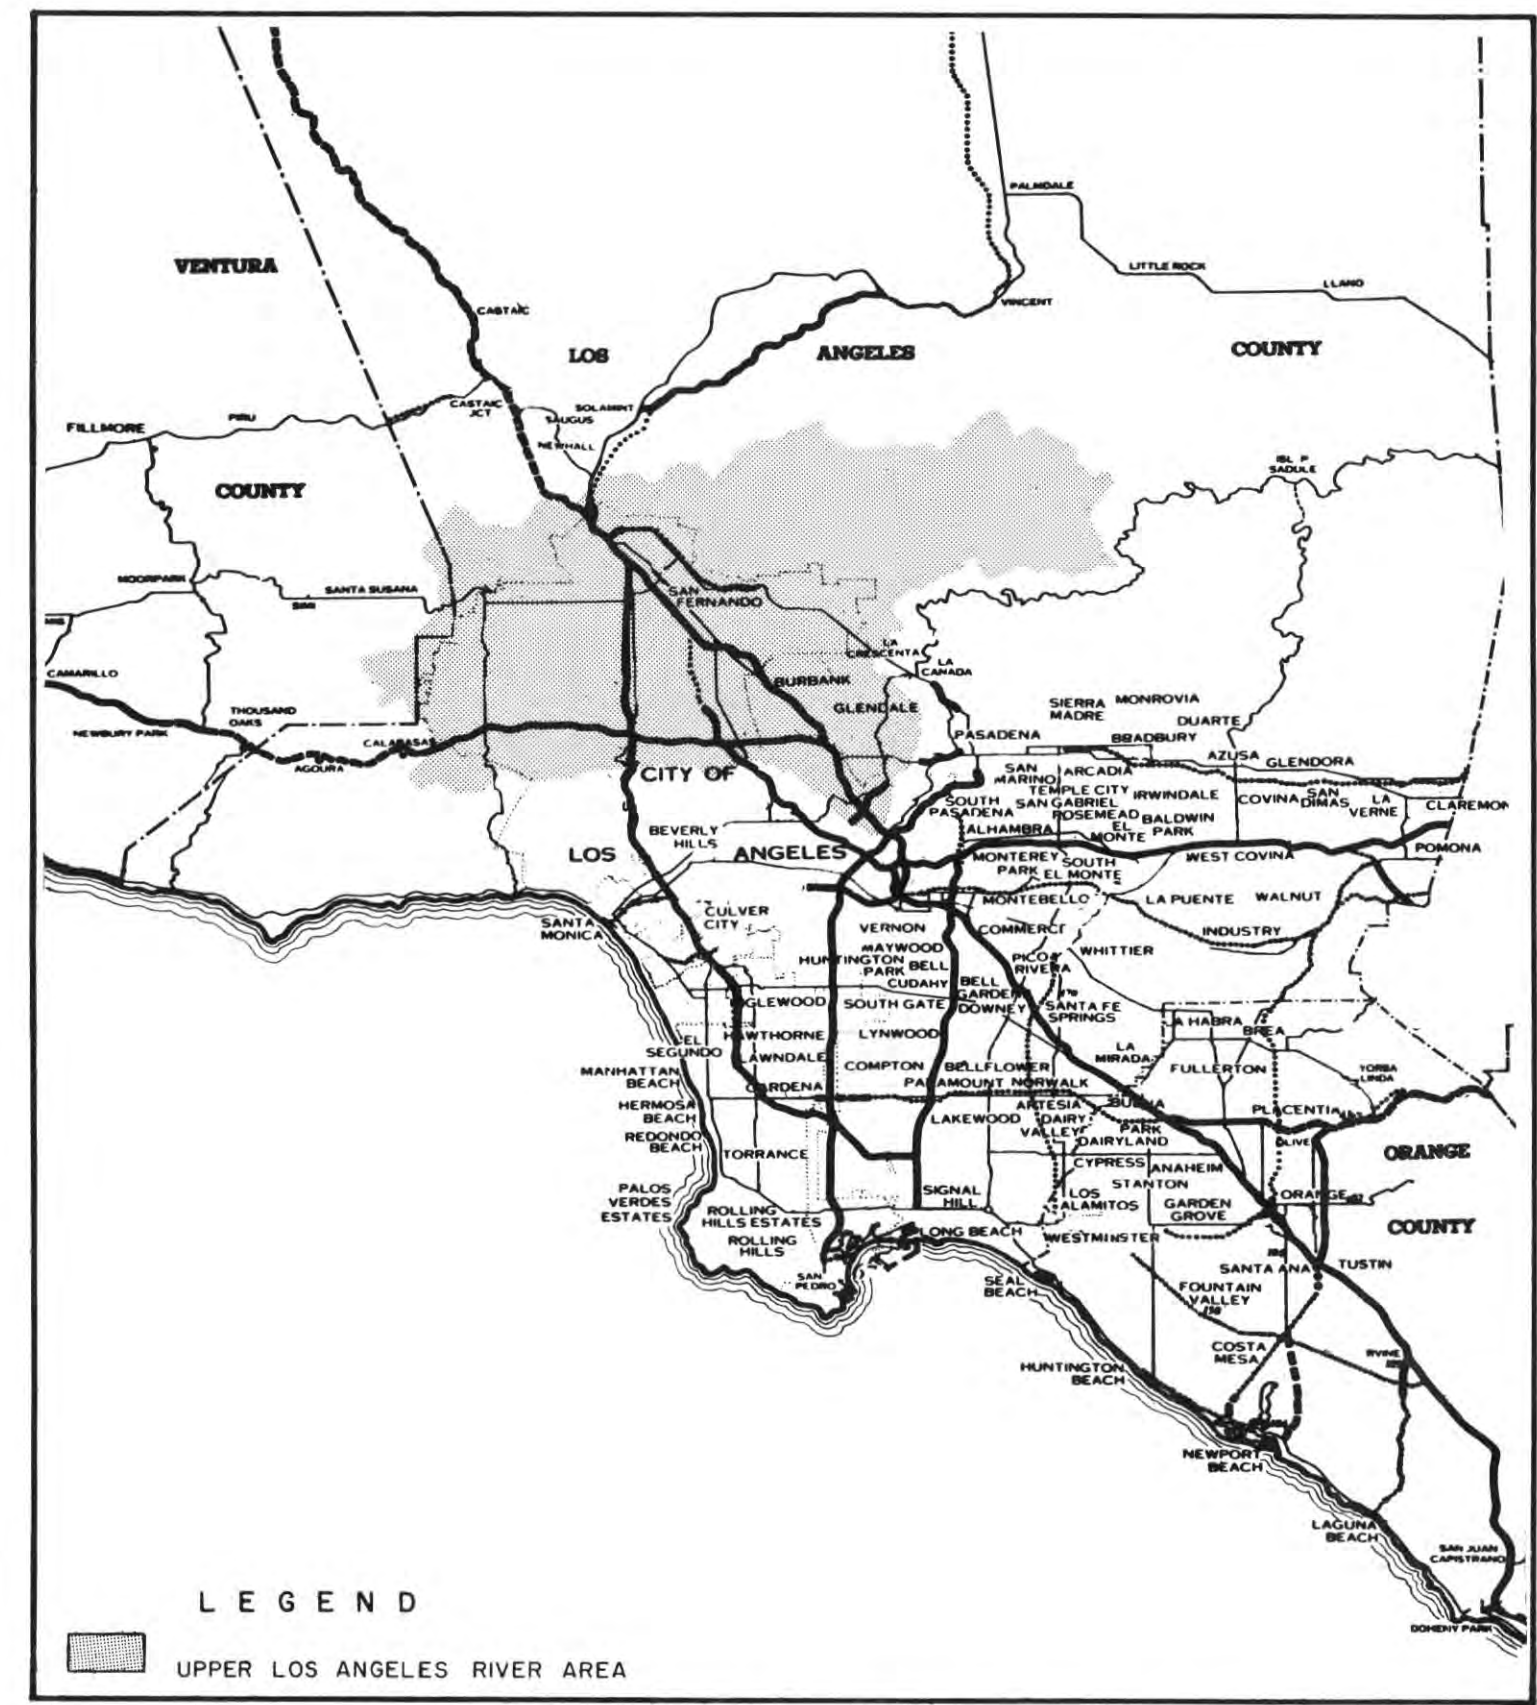 PALMDALE
VENTURA
LITTLE ROCK
LLANO
VINCENT
CASTAIC
LOS
ANGELES
COUNTY
CASTAIC
JCT
SOLAMINT
SAUGUS
NEWHALL
FILLMORE
PIRU
COUNTY
MOORPARK
SIMI
SANTA SUSANA
SAN
FERNANDO
LA
CRESCENTA
LA
CANADA
CAMARILLO
NEWBURY PARK
THOUSAND
OAKS
AGOURA
CALABASAS
BURBANK
GLENDALE
SIERRA
MADRE
MONROVIA
DUARTE
BRADBURY
PASADENA
AZUSA
GLENDORA
CITY OF
SAN
MARINO
ARCADIA
TEMPLE CITY
IRWINDALE
COVINA
SAN
DIMAS
LA
VERNE
CLAREMON
SOUTH
PASADENA
SAN GABRIEL
ROSEMEAD
BALDWIN
PARK
ALHAMBRA
EL
MONTE
BEVERLY
HILLS
LOS
ANGELES
MONTEREY
PARK
SOUTH
EL MONTE
WEST COVINA
POMONA
SANTA
MONICA
CULVER
CITY
MONTEBELLO
LA PUENTE
WALNUT
VERNON
COMMERCE
INDUSTRY
MAYWOOD
HUNTINGTON
PARK
BELL
PICO
RIVERA
WHITTIER
CUDAHY
BELL
GARDENS
GLEWOOD
SOUTH GATE
DOWNEY
SANTA FE
SPRINGS
LA HABRA
BREA
EL
SEGUNDO
HAWTHORNE
LYNWOOD
LAWNDALE
LA
MIRADA
MANHATTAN
BEACH
COMPTON
BELLFLOWER
FULLERTON
YORBA
LINDA
GARDENA
PARAMOUNT
NORWALK
HERMOSA
BEACH
ARTESIA
BUENA
PARK
PLACENTIA
LAKEWOOD
DAIRY
VALLEY
REDONDO
BEACH
DAIRYLAND
OLIVE
ORANGE
TORRANCE
CYPRESS
ANAHEIM
STANTON
PALOS
VERDES
ESTATES
SIGNAL
HILL
LOS
ALAMITOS
GARDEN
GROVE
ORANGE
ROLLING
HILLS ESTATES
ROLLING
HILLS
LONG BEACH
WESTMINSTER
COUNTY
SAN
PEDRO
SEAL
BEACH
SANTA ANA
TUSTIN
FOUNTAIN
VALLEY
COSTA
MESA
IRVINE
HUNTINGTON
BEACH
NEWPORT
BEACH
LAGUNA
BEACH
SAN JUAN
CAPISTRANO
DOHENY PARK
LEGEND
UPPER LOS ANGELES RIVER AREA